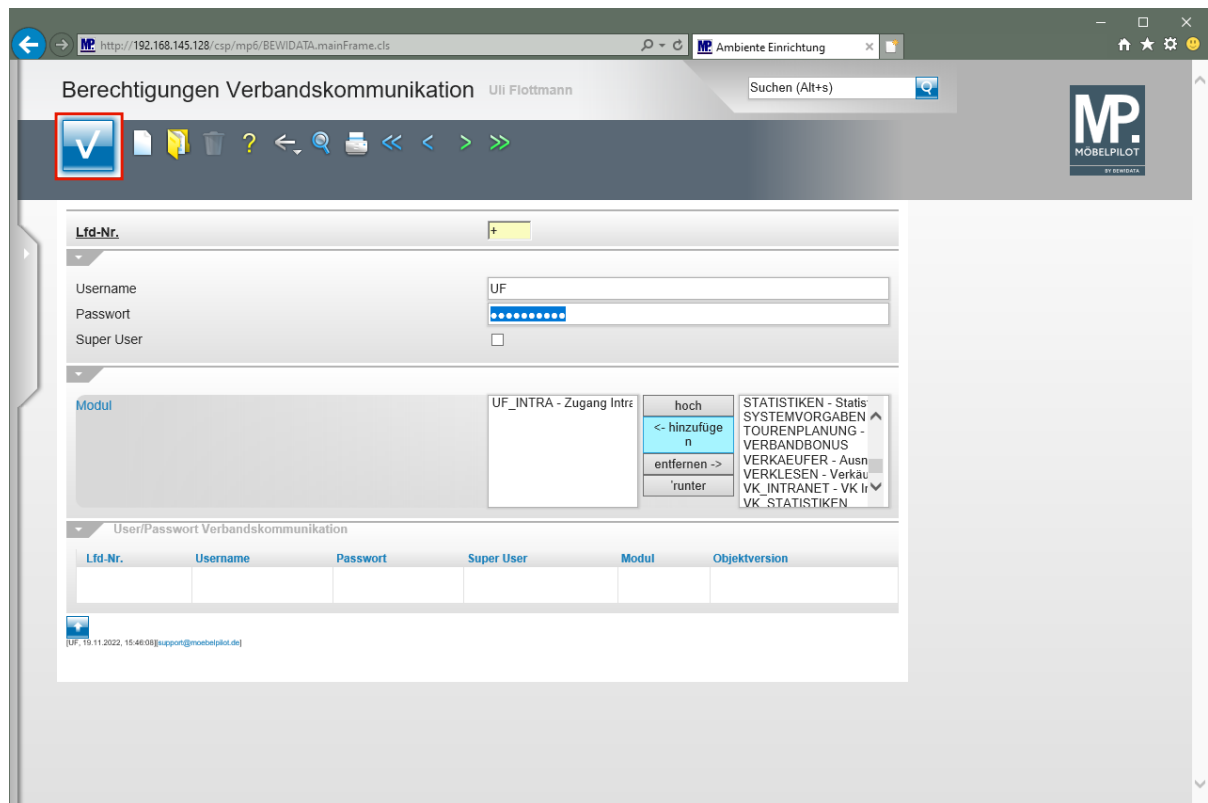 http://192.168.145.128/csp/mp6/BEWIDATA.mainFrame.cls
MP. Ambiente Einrichtung
Berechtigungen Verbandskommunikation Uli Flottmann
Suchen (Alt+s)
MP.
MÖBELPILOT
BY BEWIDATA
Lfd-Nr. +
Username UF
Passwort ●●●●●●●●●●
Super User
Modul
UF_INTRA - Zugang Intra
hoch
<- hinzufüge
n
entfernen ->
'runter
STATISTIKEN - Statis
SYSTEMVORGABEN
TOURENPLANUNG -
VERBANDBONUS
VERKAEUFER - Ausn
VERKLESEN - Verkäu
VK_INTRANET - VK Ir
VK_STATISTIKEN
User/Passwort Verbandskommunikation
Lfd-Nr. Username Passwort Super User Modul Objektversion
[UF, 19.11.2022, 15:46:08][support@moebelpilot.de]